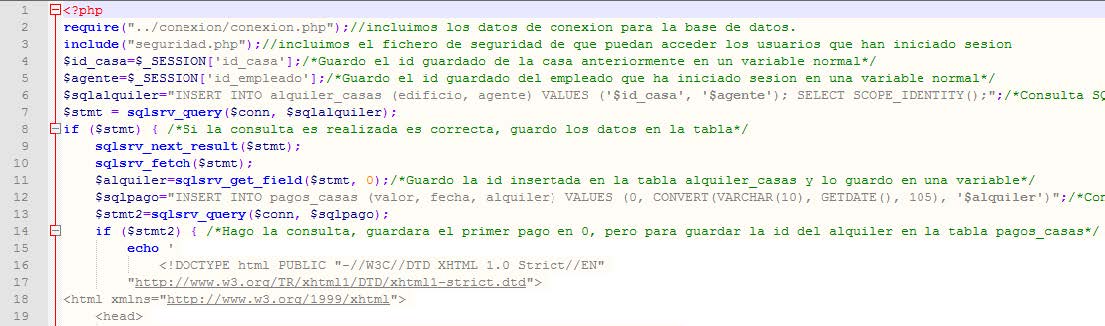 1 <?php
2 require("../conexion/conexion.php");//incluimos los datos de conexion para la base de datos.
3 include("seguridad.php");//incluimos el fichero de seguridad de que puedan acceder los usuarios que han iniciado sesion
4 $id_casa=$_SESSION['id_casa'];/*Guardo el id guardado de la casa anteriormente en un variable normal*/
5 $agente=$_SESSION['id_empleado'];/*Guardo el id guardado del empleado que ha iniciado sesion en una variable normal*/
6 $sqlalquiler="INSERT INTO alquiler_casas (edificio, agente) VALUES ('$id_casa', '$agente'); SELECT SCOPE_IDENTITY();";/*Consulta SQ
7 $stmt = sqlsrv_query($conn, $sqlalquiler);
8 if ($stmt) { /*Si la consulta es realizada es correcta, guardo los datos en la tabla*/
9 sqlsrv_next_result($stmt);
10 sqlsrv_fetch($stmt);
11 $alquiler=sqlsrv_get_field($stmt, 0);/*Guardo la id insertada en la tabla alquiler_casas y lo guardo en una variable*/
12 $sqlpago="INSERT INTO pagos_casas (valor, fecha, alquiler) VALUES (0, CONVERT(VARCHAR(10), GETDATE(), 105), '$alquiler')";/*Con
13 $stmt2=sqlsrv_query($conn, $sqlpago);
14 if ($stmt2) { /*Hago la consulta, guardara el primer pago en 0, pero para guardar la id del alquiler en la tabla pagos_casas*/
15 echo '
16 <!DOCTYPE html PUBLIC "-//W3C//DTD XHTML 1.0 Strict//EN"
17 "http://www.w3.org/TR/xhtml1/DTD/xhtml1-strict.dtd">
18 <html xmlns="http://www.w3.org/1999/xhtml">
19 <head>